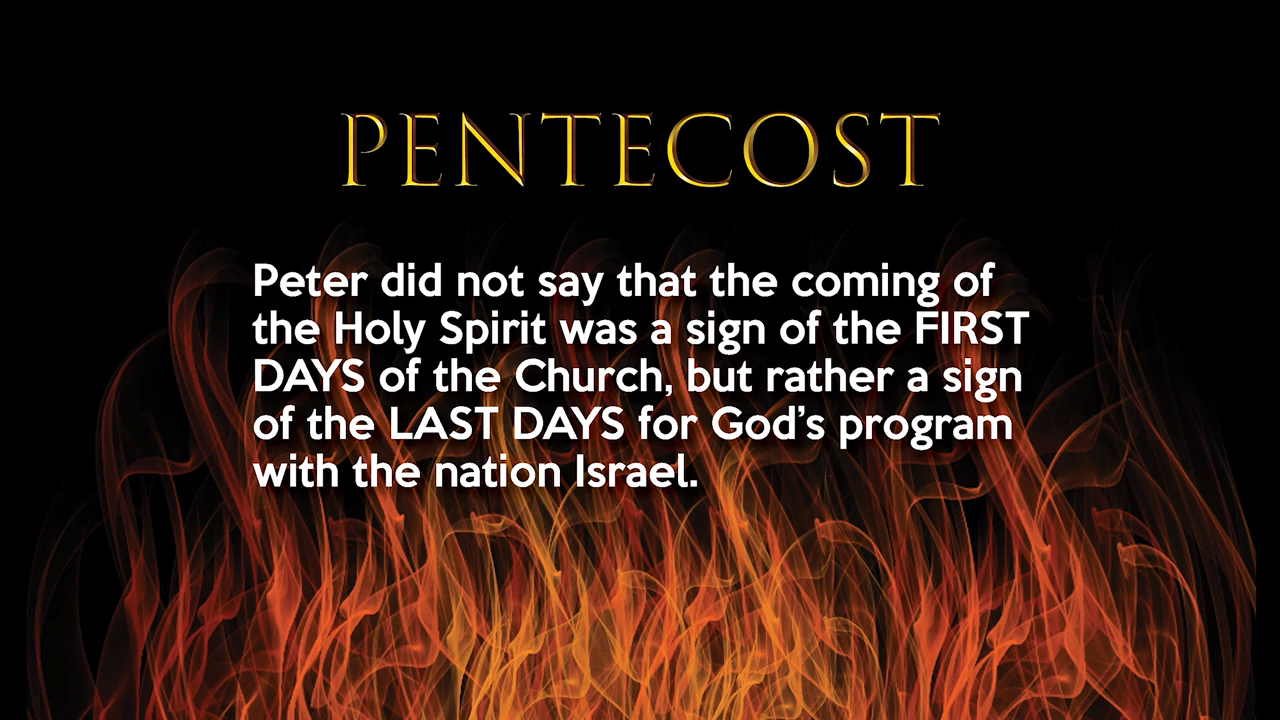 PENTECOST
Peter did not say that the coming of
the Holy Spirit was a sign of the FIRST
DAYS of the Church, but rather a sign
of the LAST DAYS for God’s program
with the nation Israel.